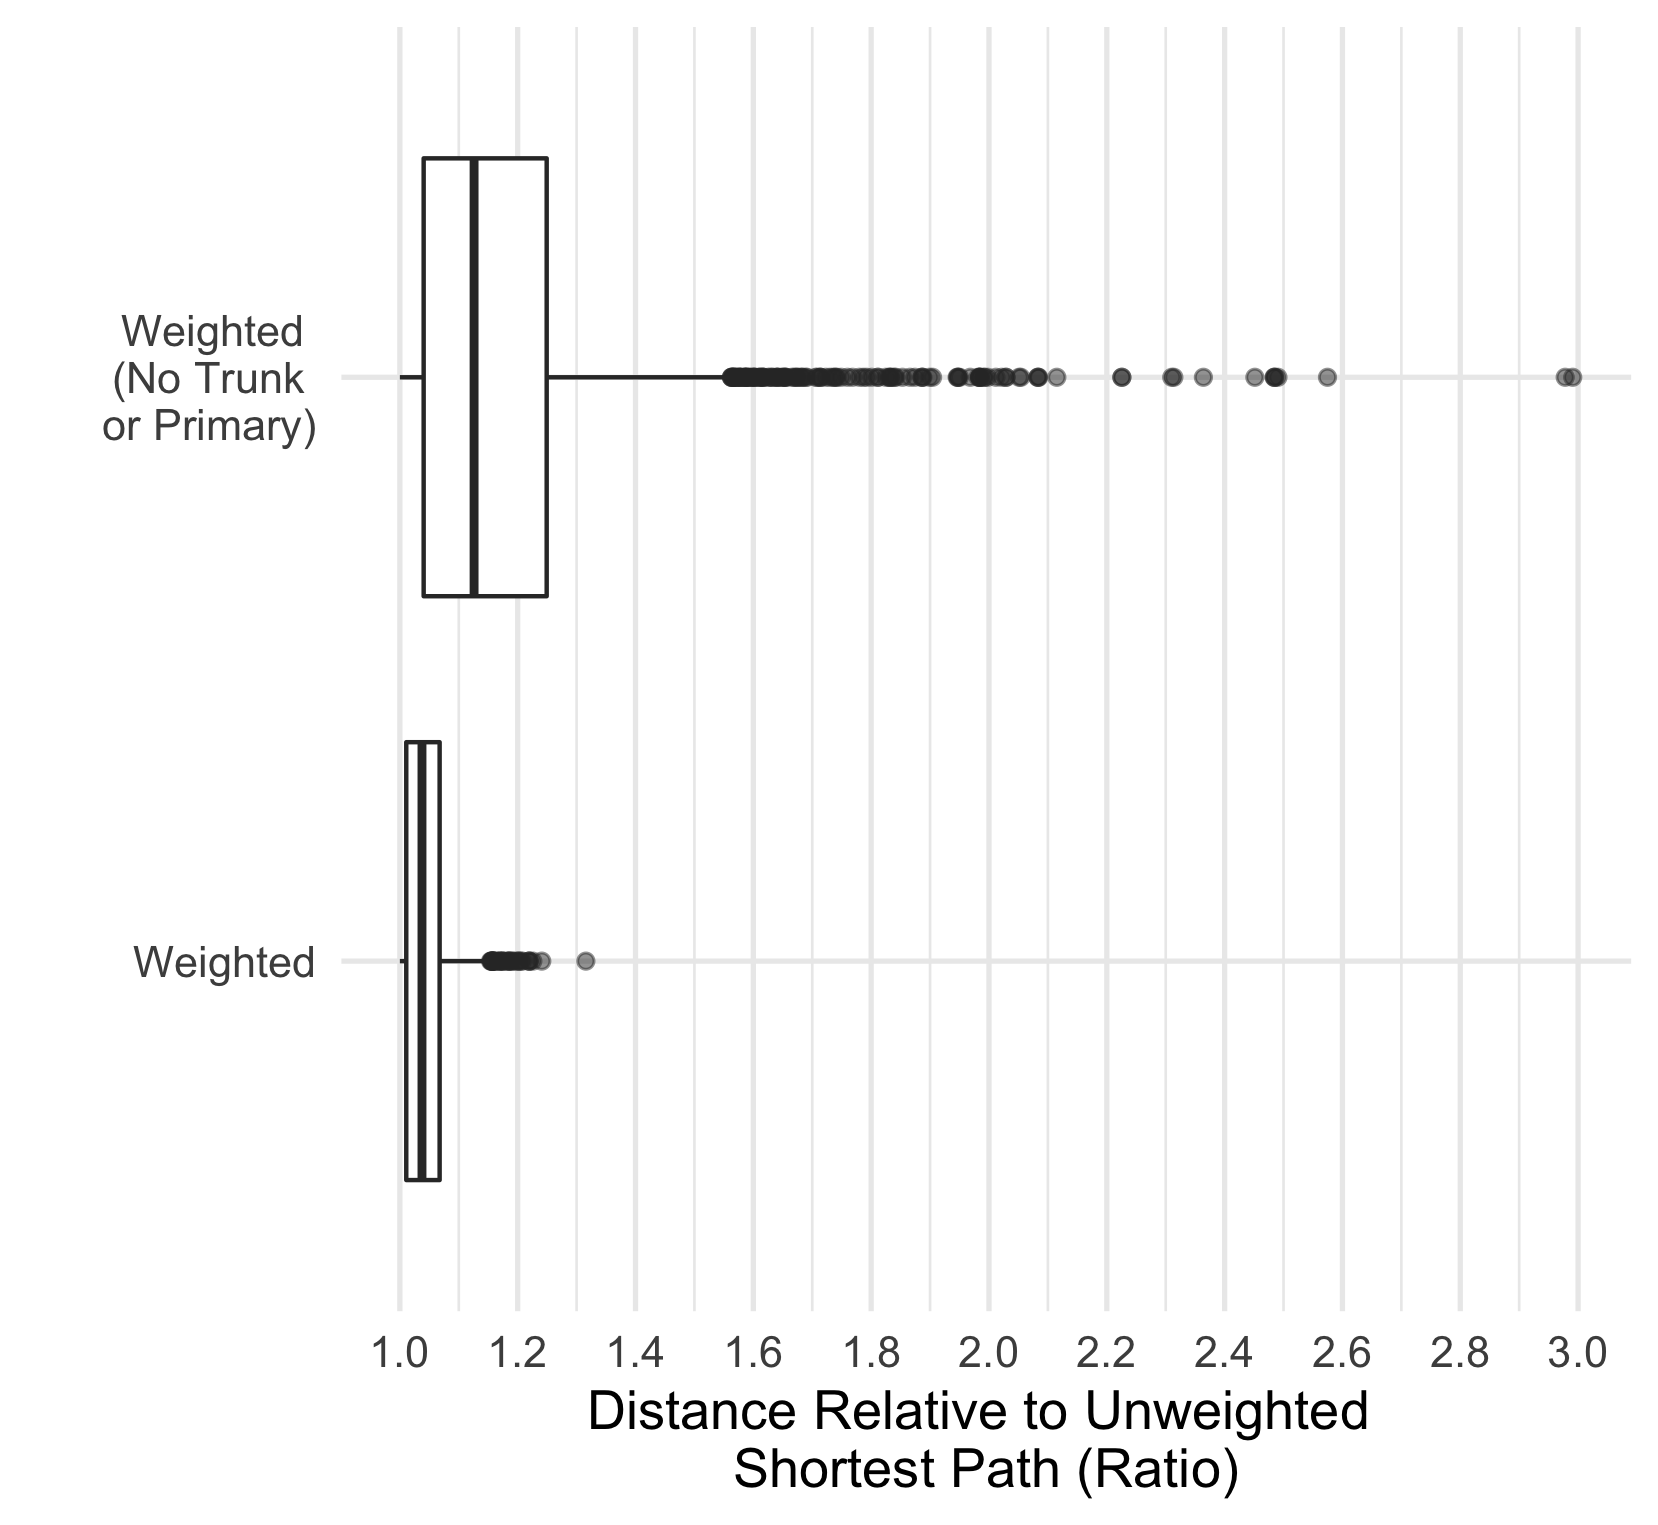 Weighted
(No Trunk
or Primary)
Weighted
1.0 1.2 1.4 1.6 1.8 2.0 2.2 2.4 2.6 2.8 3.0
Distance Relative to Unweighted
Shortest Path (Ratio)